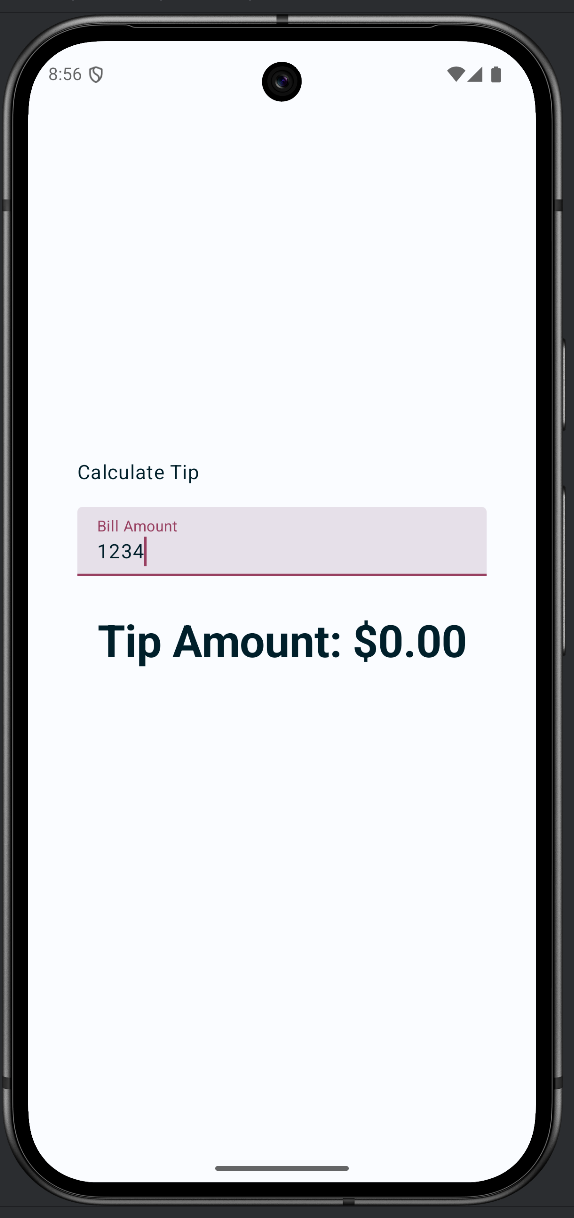 8:56
Calculate Tip
Bill Amount
1234
Tip Amount: $0.00